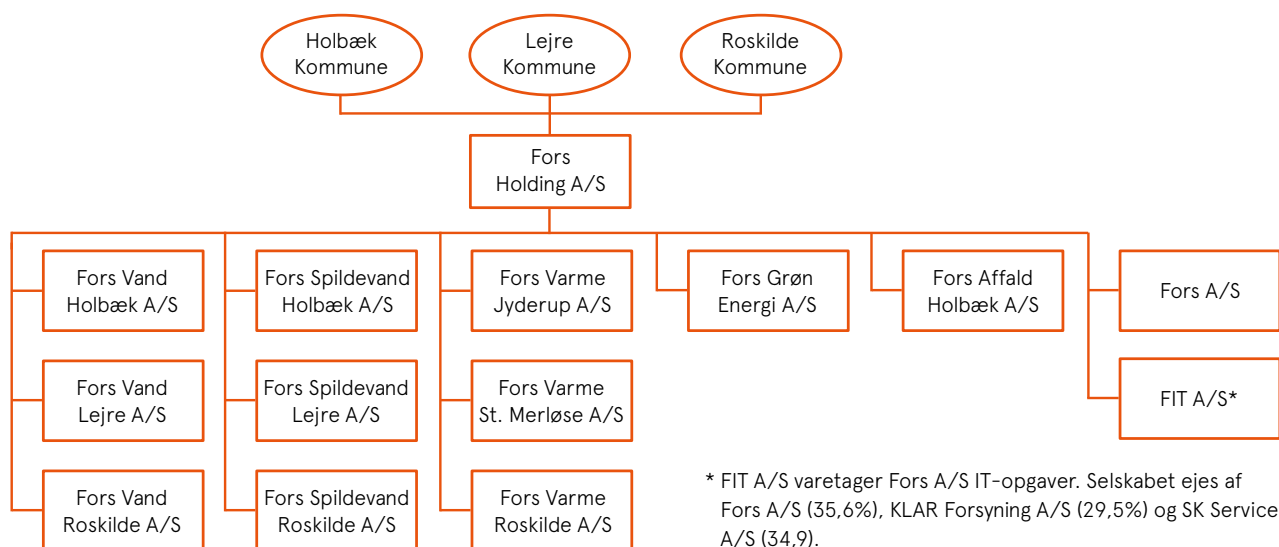 Holbæk
Kommune
Lejre
Kommune
Roskilde
Kommune
Fors
Holding A/S
Fors Vand
Holbæk A/S
Fors Spildevand
Holbæk A/S
Fors Varme
Jyderup A/S
Fors Grøn
Energi A/S
Fors Affald
Holbæk A/S
Fors A/S
Fors Vand
Lejre A/S
Fors Spildevand
Lejre A/S
Fors Varme
St. Merløse A/S
FIT A/S*
Fors Vand
Roskilde A/S
Fors Spildevand
Roskilde A/S
Fors Varme
Roskilde A/S
* FIT A/S varetager Fors A/S IT-opgaver. Selskabet ejes af
Fors A/S (35,6%), KLAR Forsyning A/S (29,5%) og SK Service
A/S (34,9).